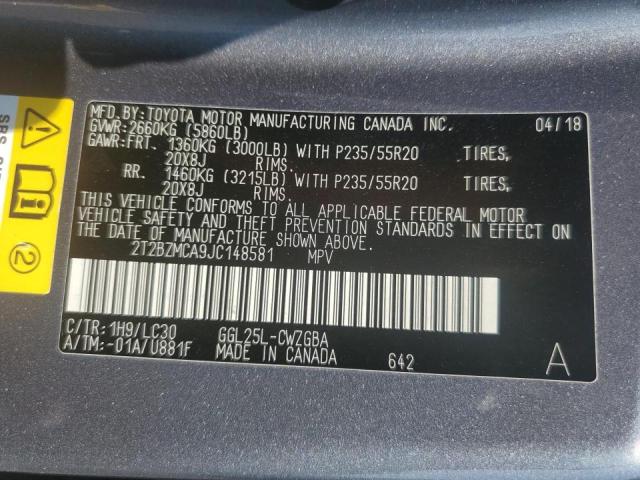 MFD.BY:TOYOTA MOTOR MANUFACTURING CANADA INC. 04/18
GVWR:2660KG (5860LB)
GAWR:FRT. 1360KG (3000LB) WITH P235/55R20 TIRES,
20X8J RIMS.
RR. 1460KG (3215LB) WITH P235/55R20 TIRES,
20X8J RIMS.
THIS VEHICLE CONFORMS TO ALL APPLICABLE FEDERAL MOTOR
VEHICLE SAFETY AND THEFT PREVENTION STANDARDS IN EFFECT ON
THE DATE OF MANUFACTURE SHOWN ABOVE.
2T2BZMCA9JC148581 MPV
C/TR:1H9/LC30 GGL25L-CWZGBA
A/TM:-01A/U881F MADE IN CANADA 642 A
2